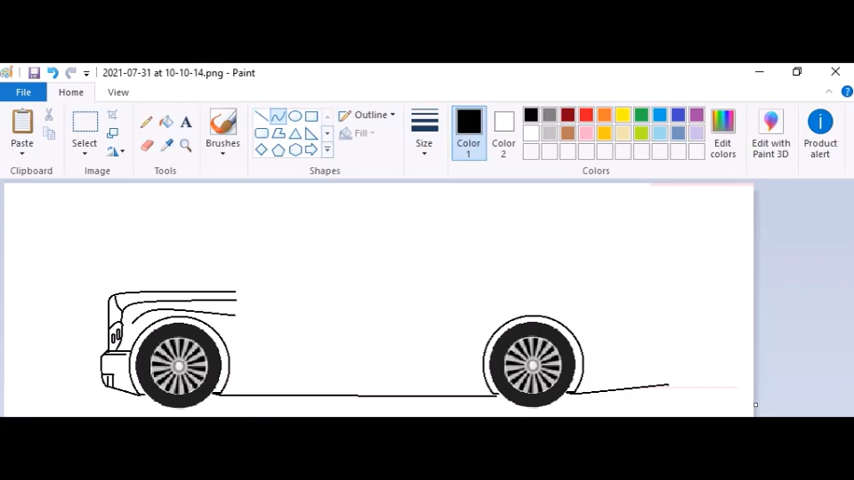 2021-07-31 at 10-10-14.png - Paint
File Home View
Paste Select Brushes Outline Fill Size Color 1 Color 2 Edit colors Edit with Paint 3D Product alert
Clipboard Image Tools Shapes Colors